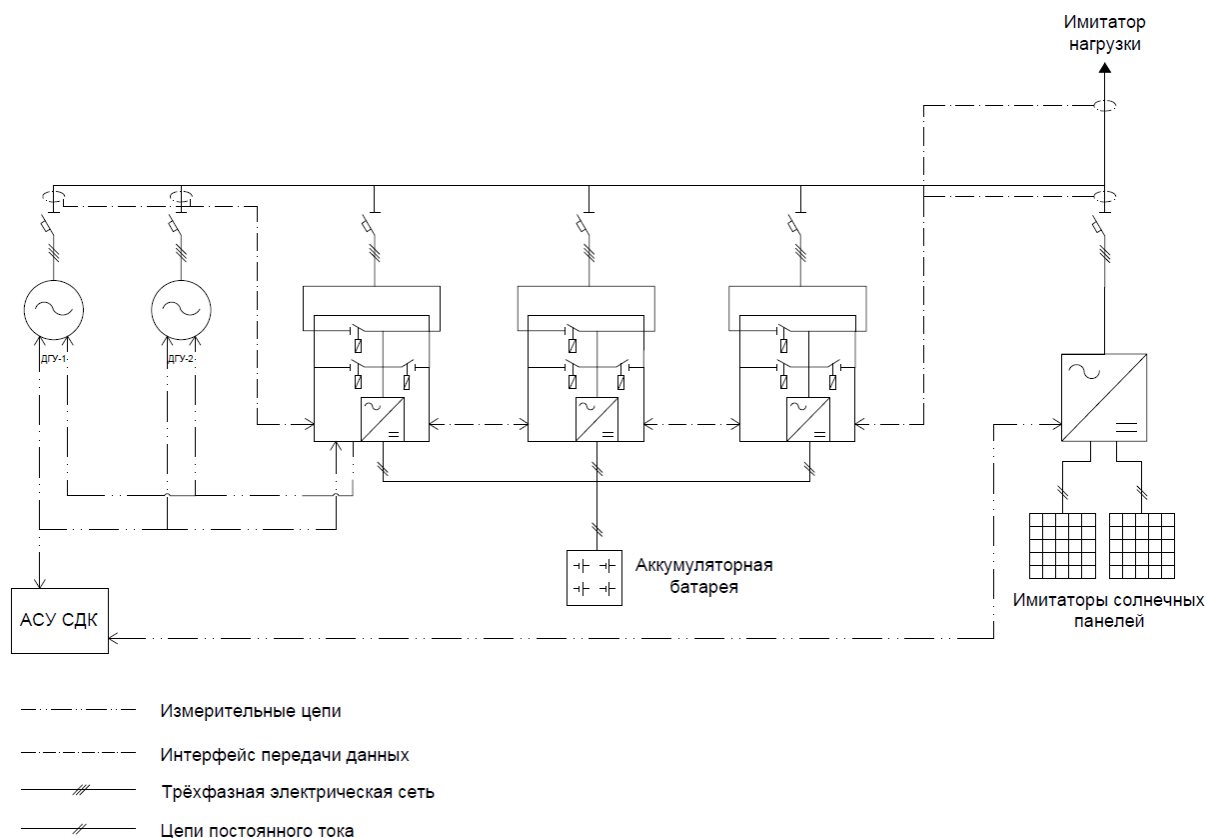 Имитатор
нагрузки
ДГУ-1
ДГУ-2
Аккумуляторная
батарея
Имитаторы солнечных
панелей
АСУ СДК
Измерительные цепи
Интерфейс передачи данных
Трёхфазная электрическая сеть
Цепи постоянного тока